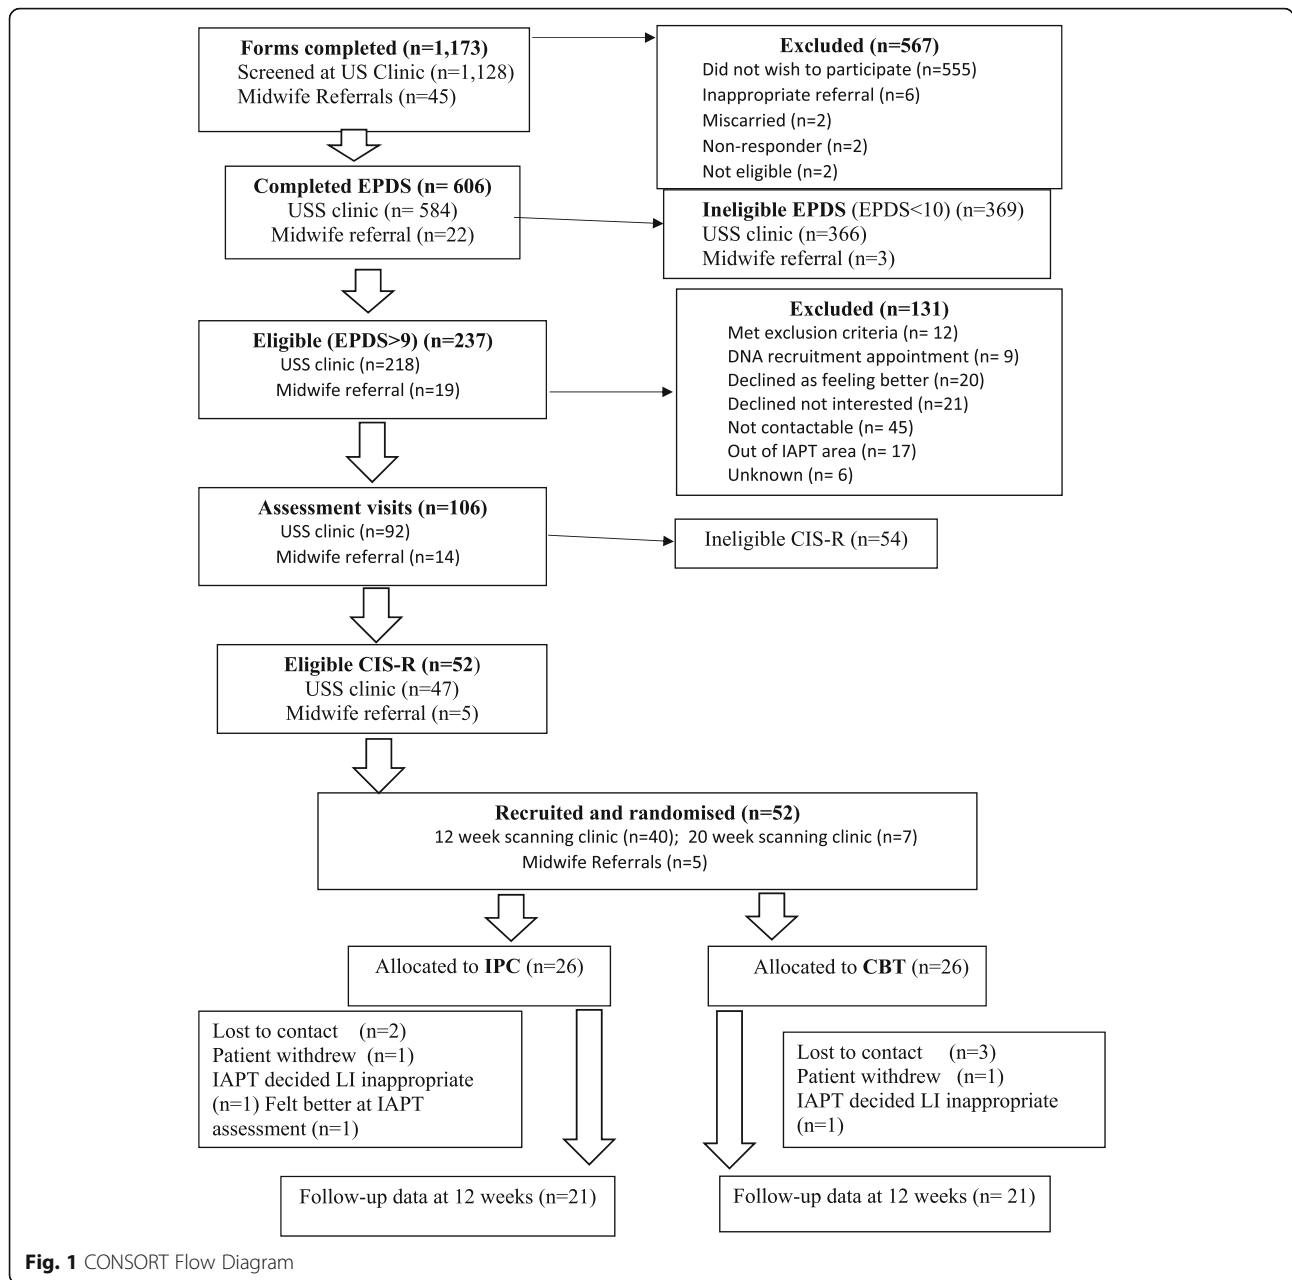 Forms completed (n=1,173)
Screened at US Clinic (n=1,128)
Midwife Referrals (n=45)
Excluded (n=567)
Did not wish to participate (n=555)
Inappropriate referral (n=6)
Miscarried (n=2)
Non-responder (n=2)
Not eligible (n=2)
Completed EPDS (n= 606)
USS clinic (n= 584)
Midwife referral (n=22)
Ineligible EPDS (EPDS<10) (n=369)
USS clinic (n=366)
Midwife referral (n=3)
Eligible (EPDS>9) (n=237)
USS clinic (n=218)
Midwife referral (n=19)
Excluded (n=131)
Met exclusion criteria (n= 12)
DNA recruitment appointment (n= 9)
Declined as feeling better (n=20)
Declined not interested (n=21)
Not contactable (n= 45)
Out of IAPT area (n= 17)
Unknown (n= 6)
Assessment visits (n=106)
USS clinic (n=92)
Midwife referral (n=14)
Ineligible CIS-R (n=54)
Eligible CIS-R (n=52)
USS clinic (n=47)
Midwife referral (n=5)
Recruited and randomised (n=52)
12 week scanning clinic (n=40); 20 week scanning clinic (n=7)
Midwife Referrals (n=5)
Allocated to IPC (n=26)
Allocated to CBT (n=26)
Lost to contact (n=2)
Patient withdrew (n=1)
IAPT decided LI inappropriate
(n=1) Felt better at IAPT
assessment (n=1)
Lost to contact (n=3)
Patient withdrew (n=1)
IAPT decided LI inappropriate
(n=1)
Follow-up data at 12 weeks (n=21)
Follow-up data at 12 weeks (n= 21)
Fig. 1 CONSORT Flow Diagram